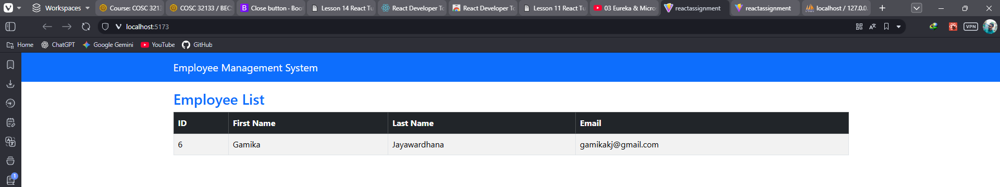 Workspaces
Course: COSC 3213
COSC 32133 / BECS
B Close button · Boo
Lesson 14 React Tu
React Developer To
React Developer To
Lesson 11 React Tu
03 Eureka & Micro
reactassignment
reactassignment
localhost / 127.0.0.
localhost:5173
VPN
Home
ChatGPT
Google Gemini
YouTube
GitHub
Employee Management System
Employee List
ID First Name Last Name Email
6 Gamika Jayawardhana gamikakj@gmail.com
1